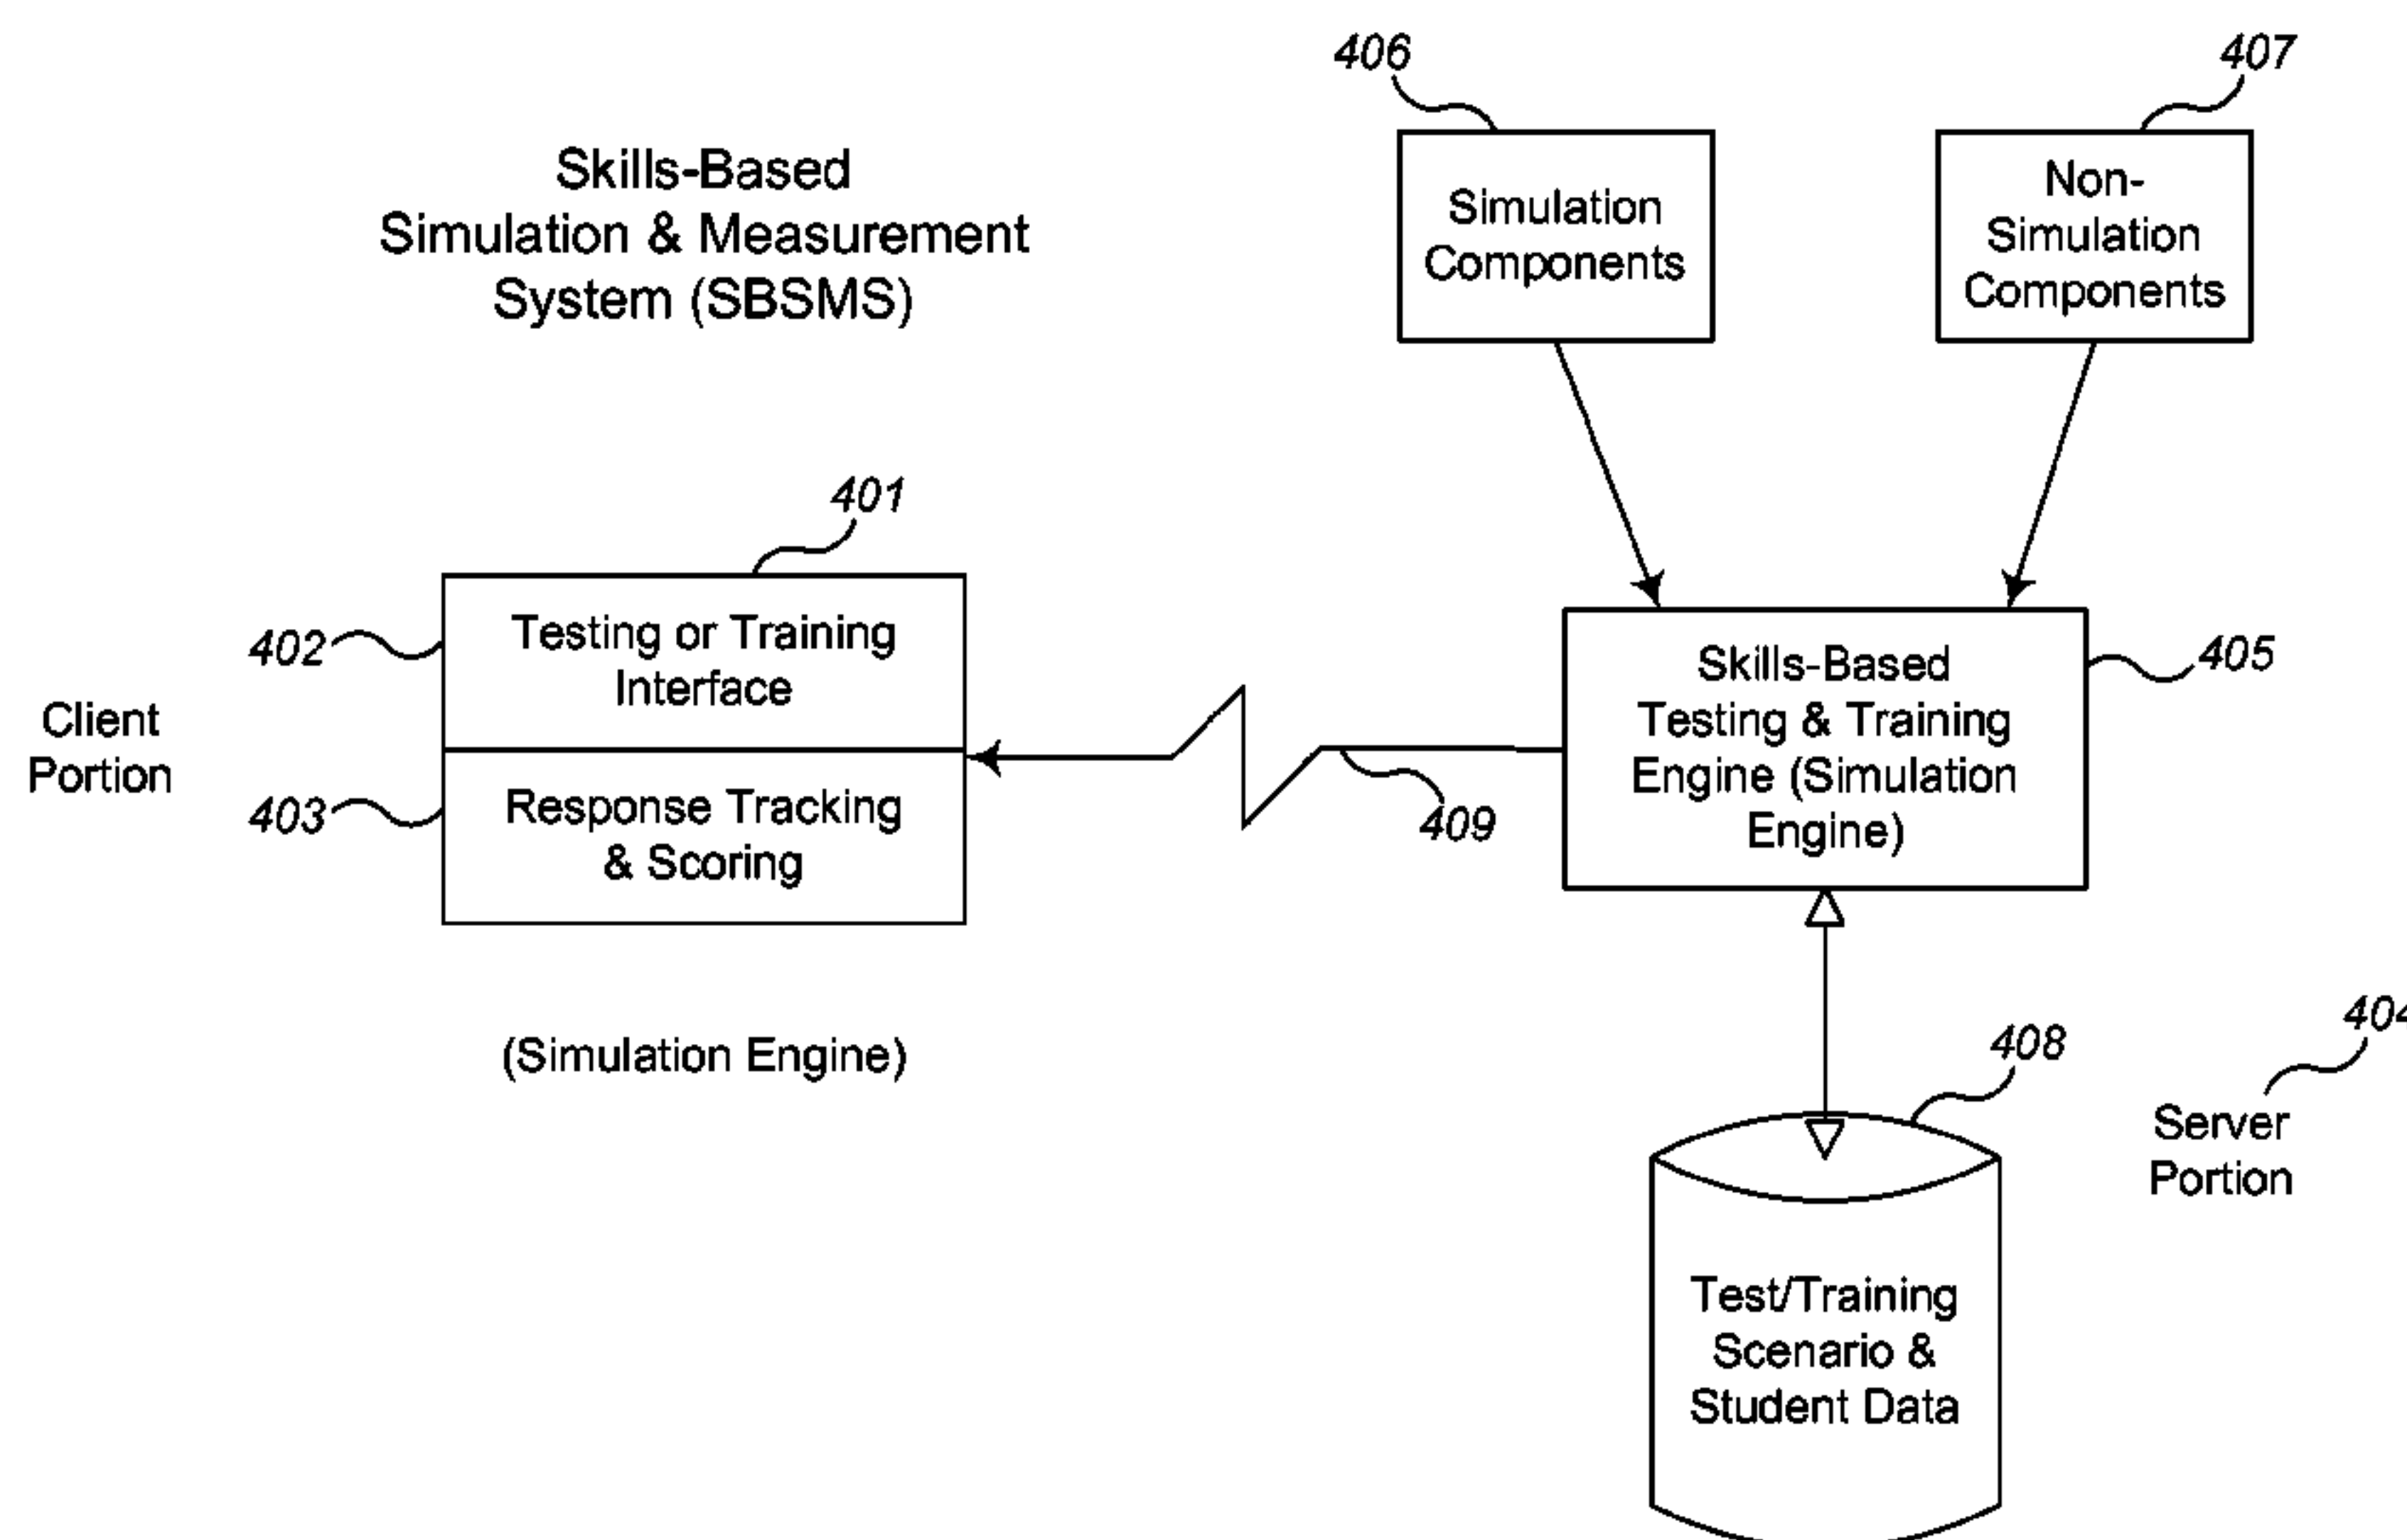 406
407
Skills-Based
Simulation & Measurement
System (SBSMS)
Simulation
Components
Non-
Simulation
Components
401
402
Testing or Training
Interface
Client
Portion
403
Response Tracking
& Scoring
409
Skills-Based
Testing & Training
Engine (Simulation
Engine)
405
(Simulation Engine)
408
404
Server
Portion
Test/Training
Scenario &
Student Data